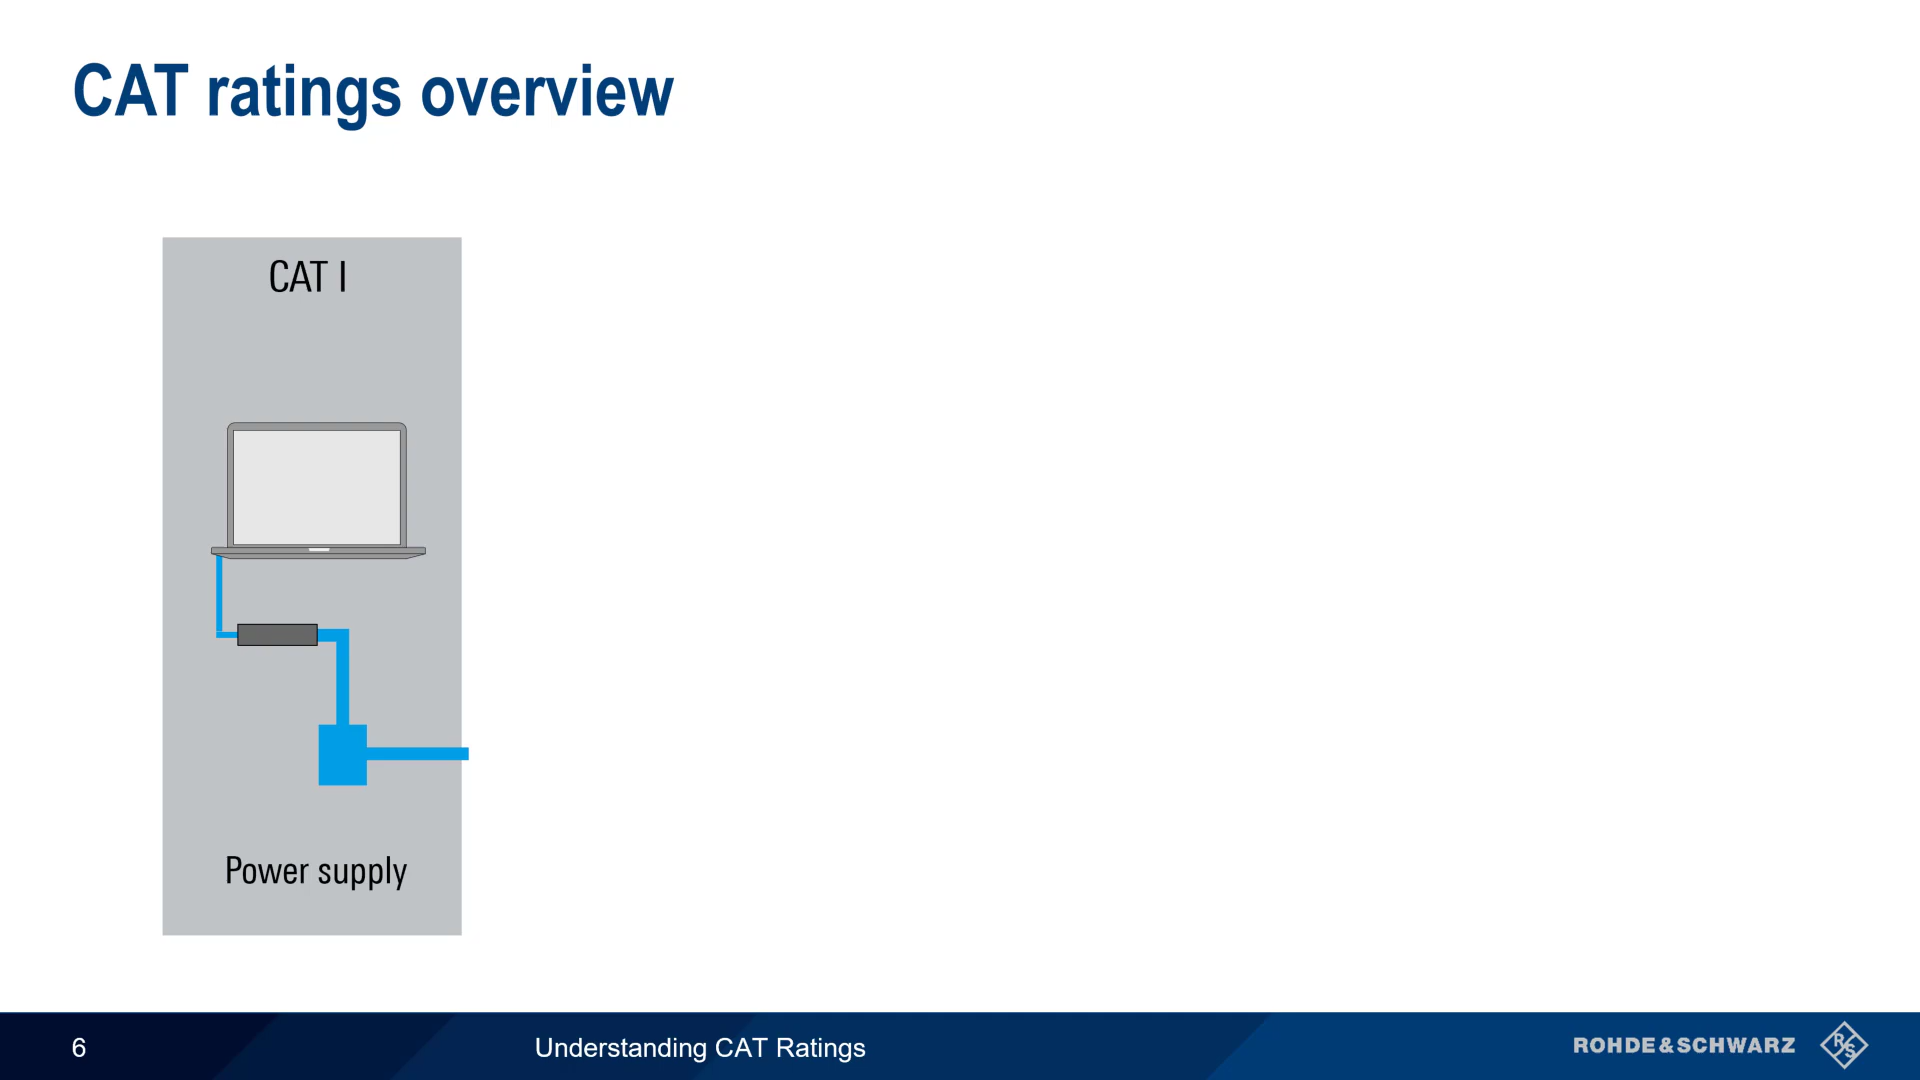 CAT ratings overview
CAT I
Power supply
6
Understanding CAT Ratings
ROHDE&SCHWARZ
R
S